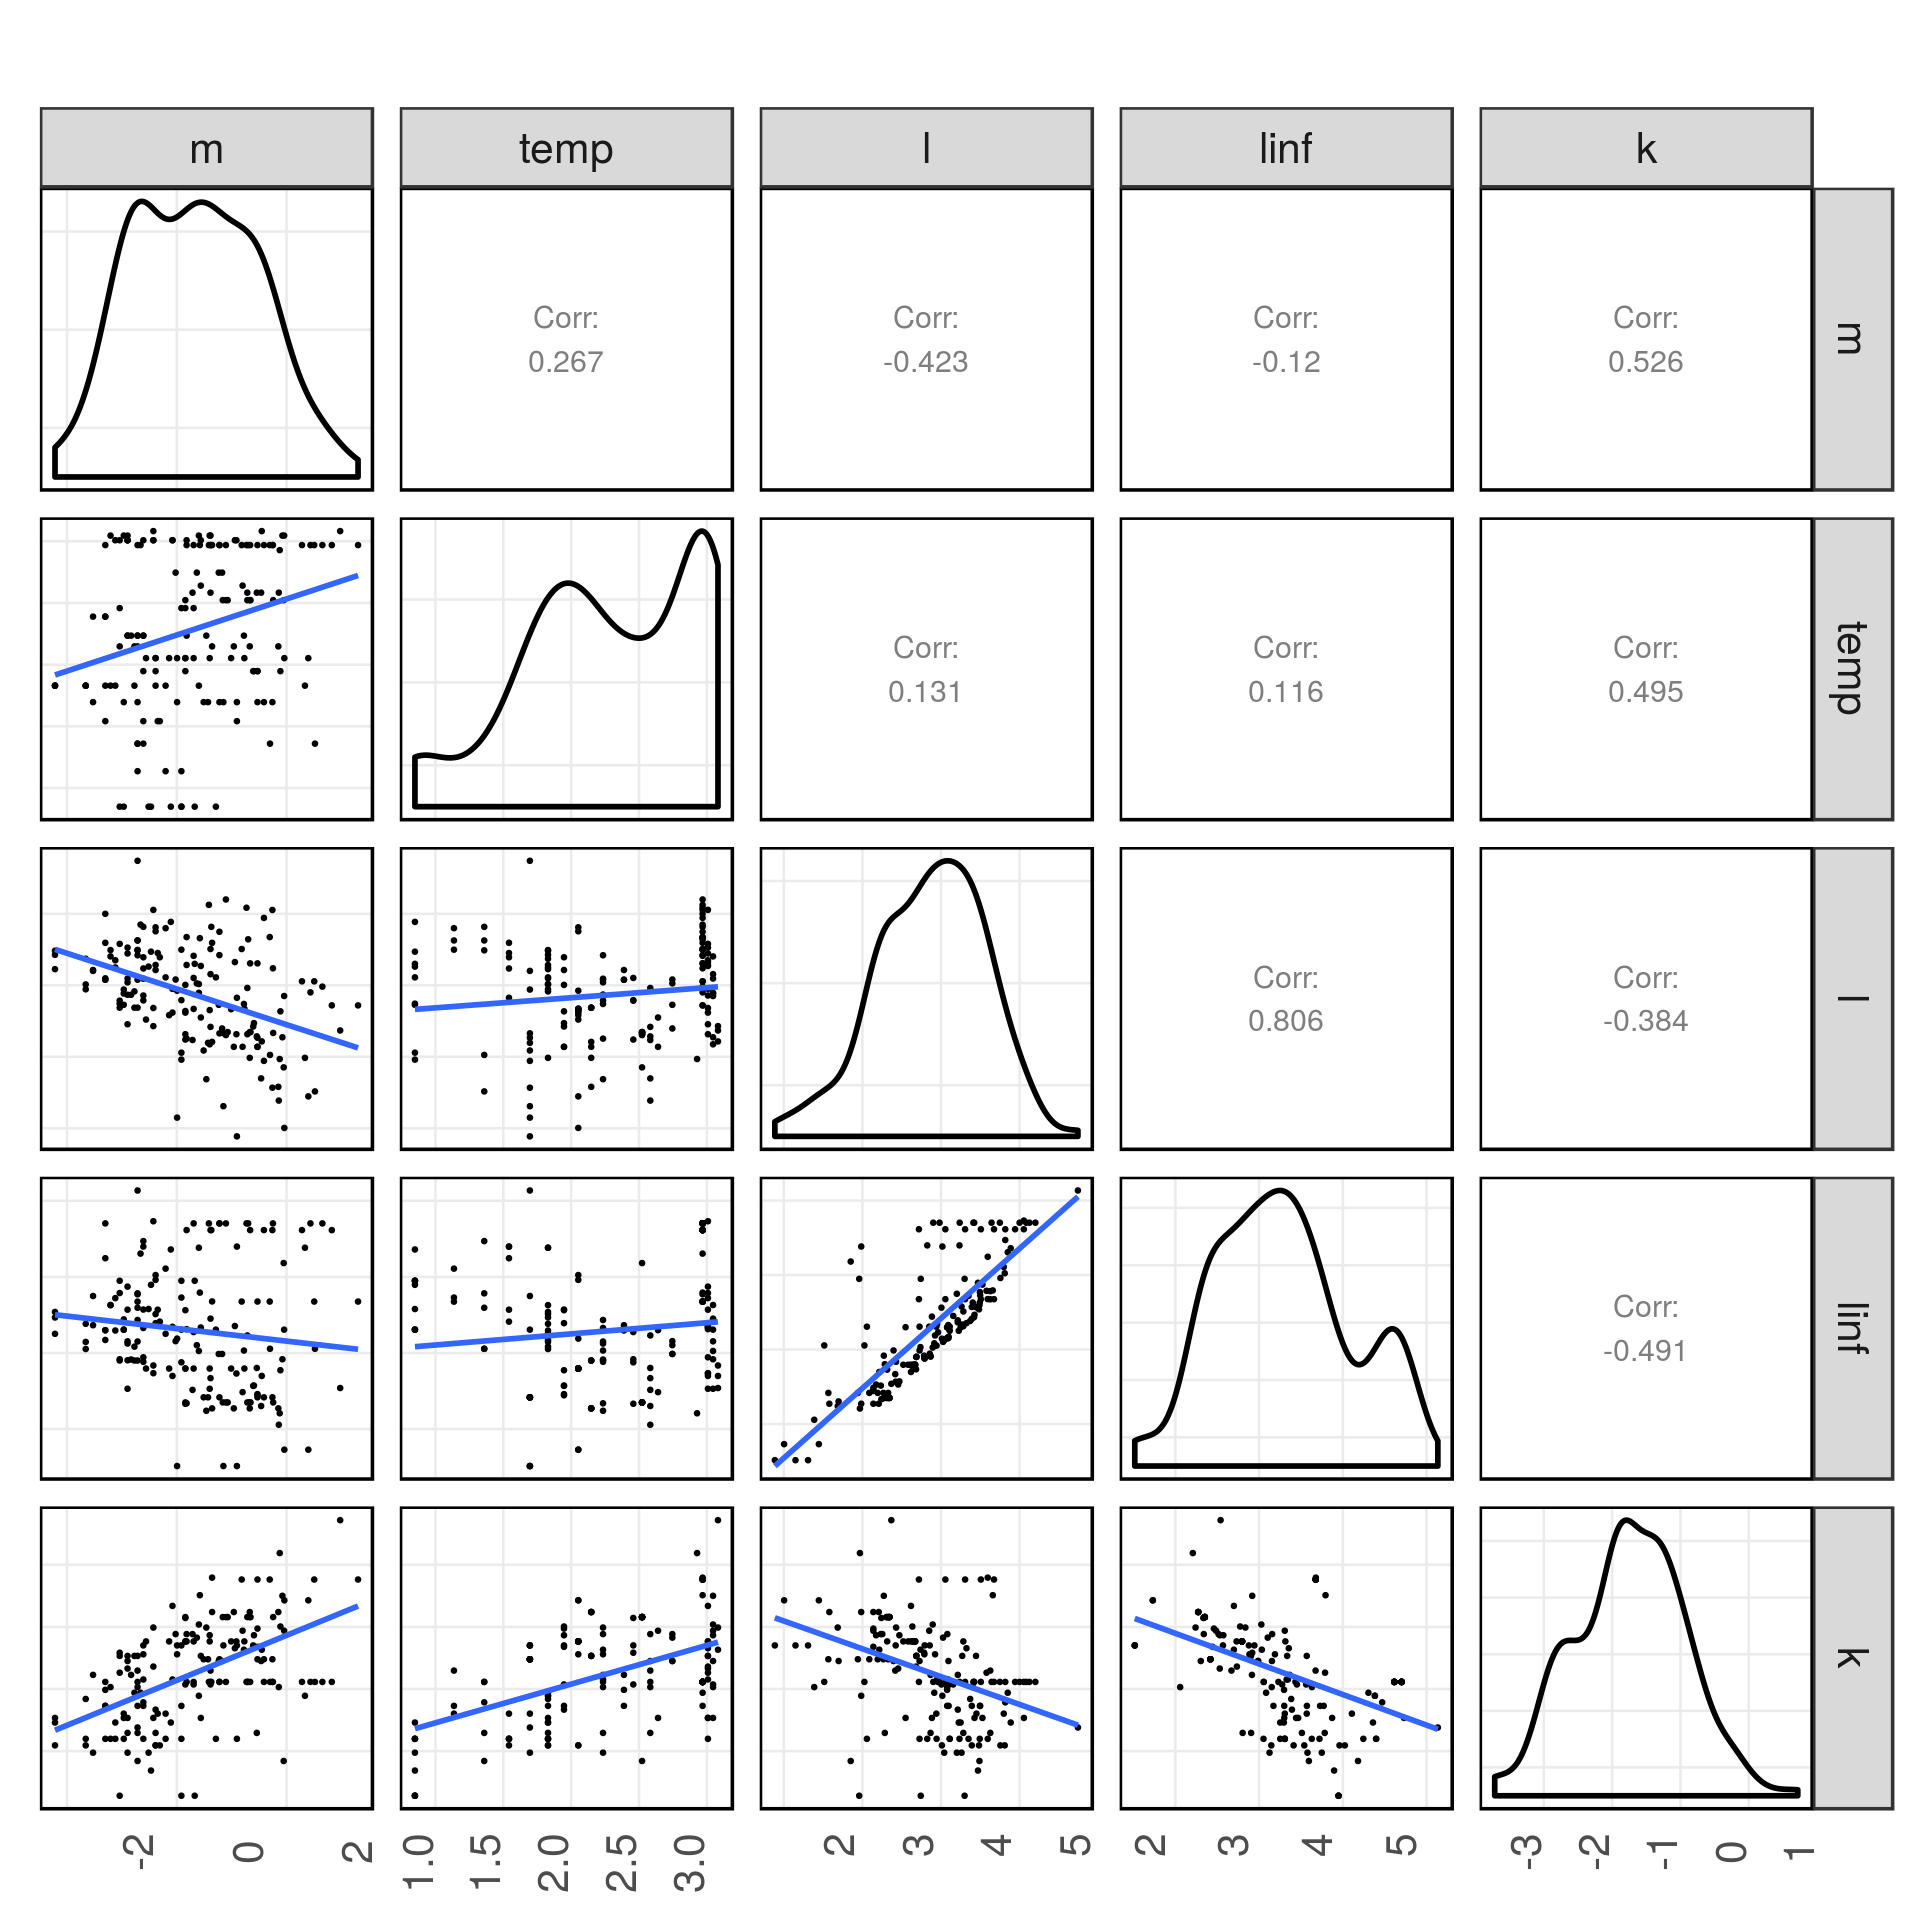 m temp l linf k
Corr: Corr: Corr: Corr:
0.267 -0.423 -0.12 0.526
m
Corr: Corr: Corr:
0.131 0.116 0.495
temp
Corr: Corr:
0.806 -0.384
l
Corr:
-0.491
linf
k
-2 0 2 1.0 1.5 2.0 2.5 3.0 2 3 4 5 2 3 4 5 -3 -2 -1 0 1